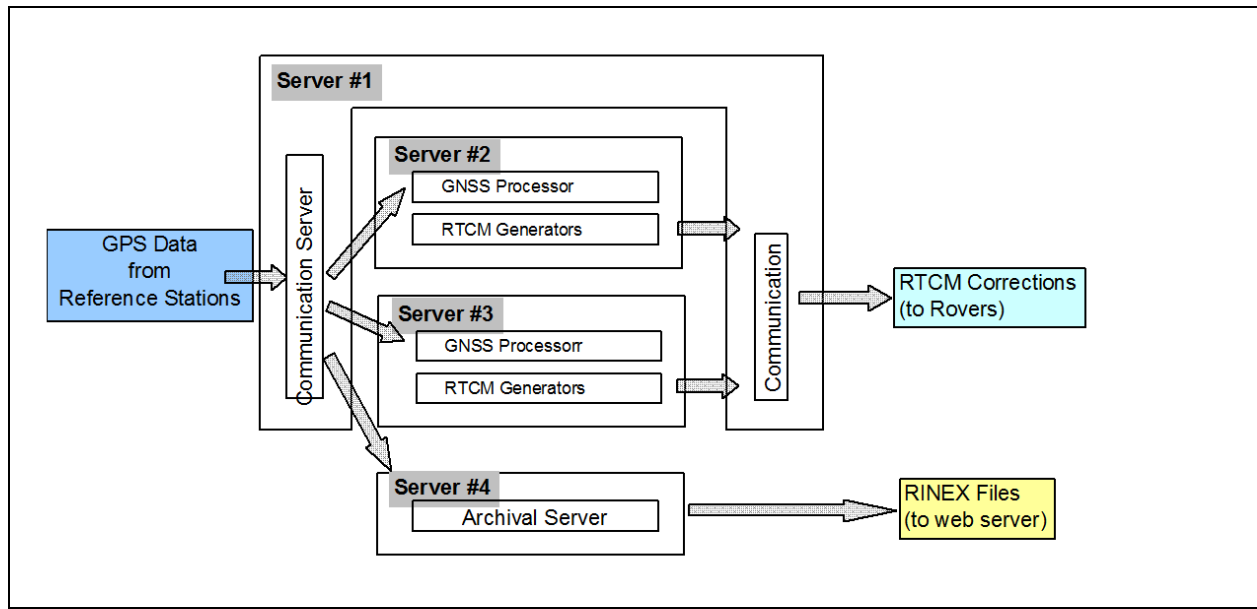 Server #1
Server #2
GNSS Processor
RTCM Generators
Communication Server
GPS Data
from
Reference Stations
Server #3
GNSS Processorr
RTCM Generators
Communication
RTCM Corrections
(to Rovers)
Server #4
Archival Server
RINEX Files
(to web server)